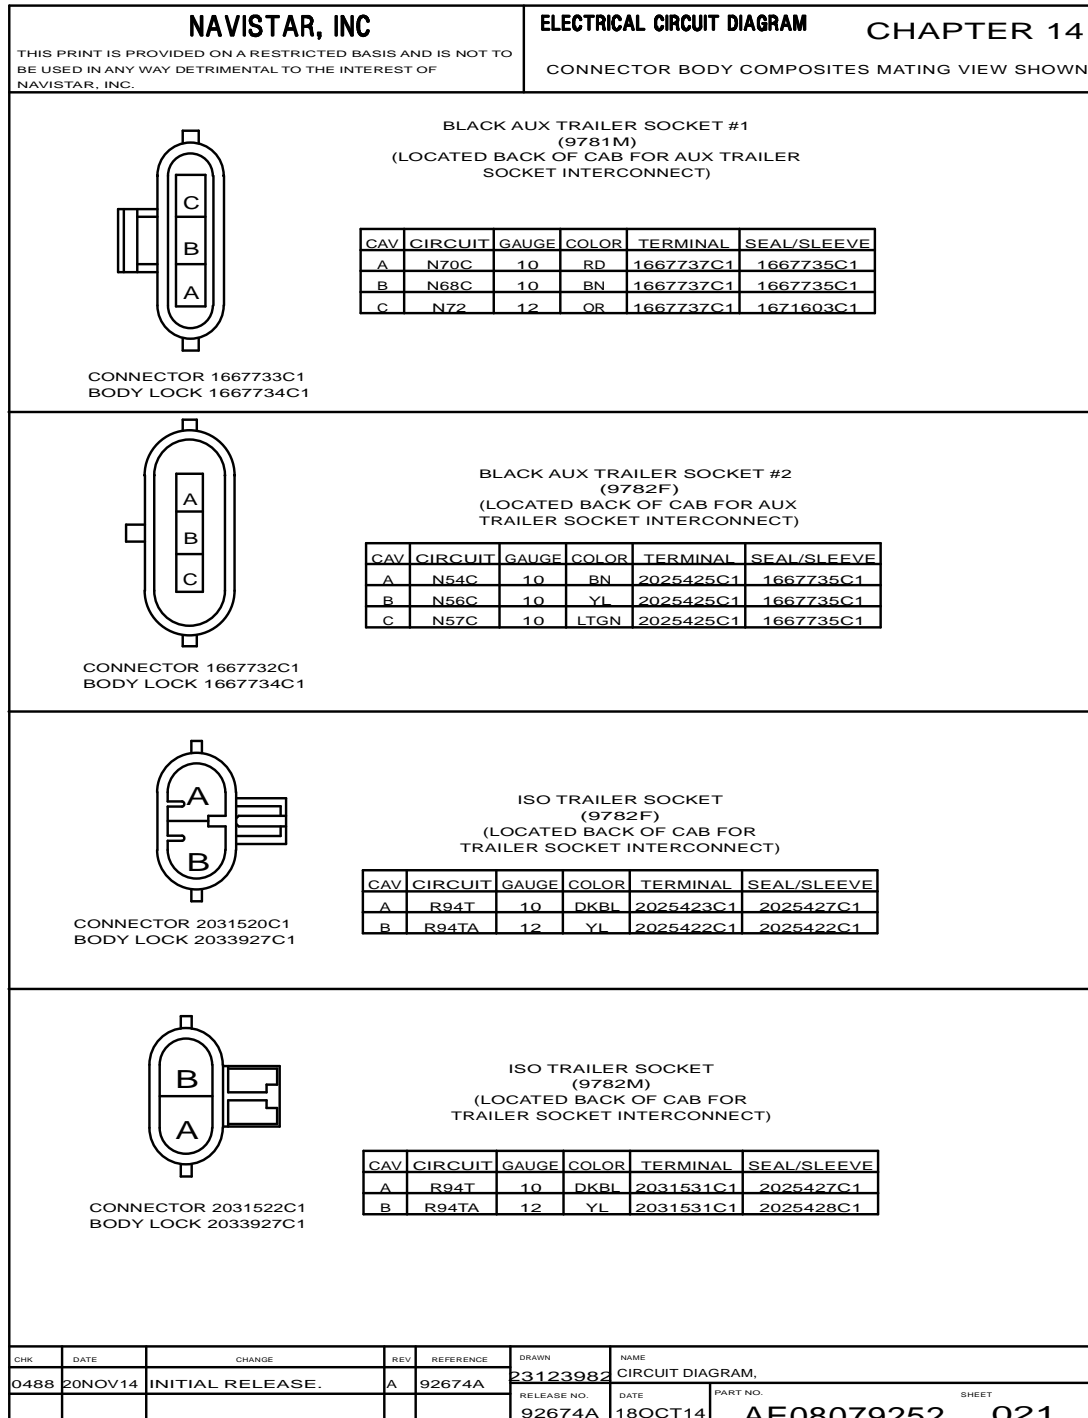 NAVISTAR, INC
THIS PRINT IS PROVIDED ON A RESTRICTED BASIS AND IS NOT TO
BE USED IN ANY WAY DETRIMENTAL TO THE INTEREST OF
NAVISTAR, INC.
ELECTRICAL CIRCUIT DIAGRAM
CHAPTER 14
CONNECTOR BODY COMPOSITES MATING VIEW SHOWN
BLACK AUX TRAILER SOCKET #1
(9781M)
(LOCATED BACK OF CAB FOR AUX TRAILER
SOCKET INTERCONNECT)
C
B
A
CAV CIRCUIT GAUGE COLOR TERMINAL SEAL/SLEEVE
A N70C 10 RD 1667737C1 1667735C1
B N68C 10 BN 1667737C1 1667735C1
C N72 12 OR 1667737C1 1671603C1
CONNECTOR 1667733C1
BODY LOCK 1667734C1
BLACK AUX TRAILER SOCKET #2
(9782F)
(LOCATED BACK OF CAB FOR AUX
TRAILER SOCKET INTERCONNECT)
A
B
C
CAV CIRCUIT GAUGE COLOR TERMINAL SEAL/SLEEVE
A N54C 10 BN 2025425C1 1667735C1
B N56C 10 YL 2025425C1 1667735C1
C N57C 10 LTGN 2025425C1 1667735C1
CONNECTOR 1667732C1
BODY LOCK 1667734C1
ISO TRAILER SOCKET
(9782F)
(LOCATED BACK OF CAB FOR
TRAILER SOCKET INTERCONNECT)
A
B
CAV CIRCUIT GAUGE COLOR TERMINAL SEAL/SLEEVE
A R94T 10 DKBL 2025423C1 2025427C1
B R94TA 12 YL 2025422C1 2025422C1
CONNECTOR 2031520C1
BODY LOCK 2033927C1
ISO TRAILER SOCKET
(9782M)
(LOCATED BACK OF CAB FOR
TRAILER SOCKET INTERCONNECT)
B
A
CAV CIRCUIT GAUGE COLOR TERMINAL SEAL/SLEEVE
A R94T 10 DKBL 2031531C1 2025427C1
B R94TA 12 YL 2031531C1 2025428C1
CONNECTOR 2031522C1
BODY LOCK 2033927C1
CHK DATE CHANGE REV REFERENCE
0488 20NOV14 INITIAL RELEASE. A 92674A
DRAWN
23123982
NAME
CIRCUIT DIAGRAM,
RELEASE NO.
92674A
DATE
18OCT14
PART NO.
AE08079252
SHEET
021